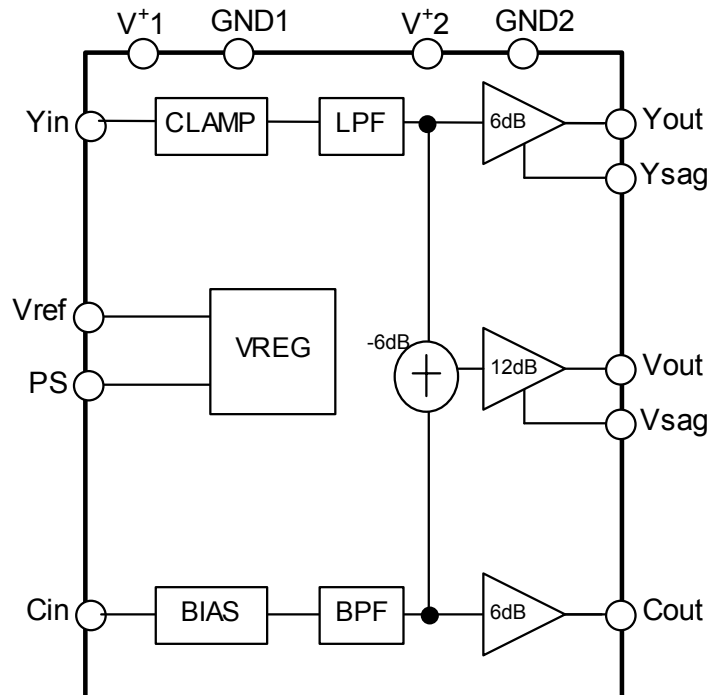 V+1 GND1 V+2 GND2
Yin CLAMP LPF 6dB Yout
Ysag
Vref VREG
-6dB
PS + 12dB Vout
Vsag
Cin BIAS BPF 6dB Cout